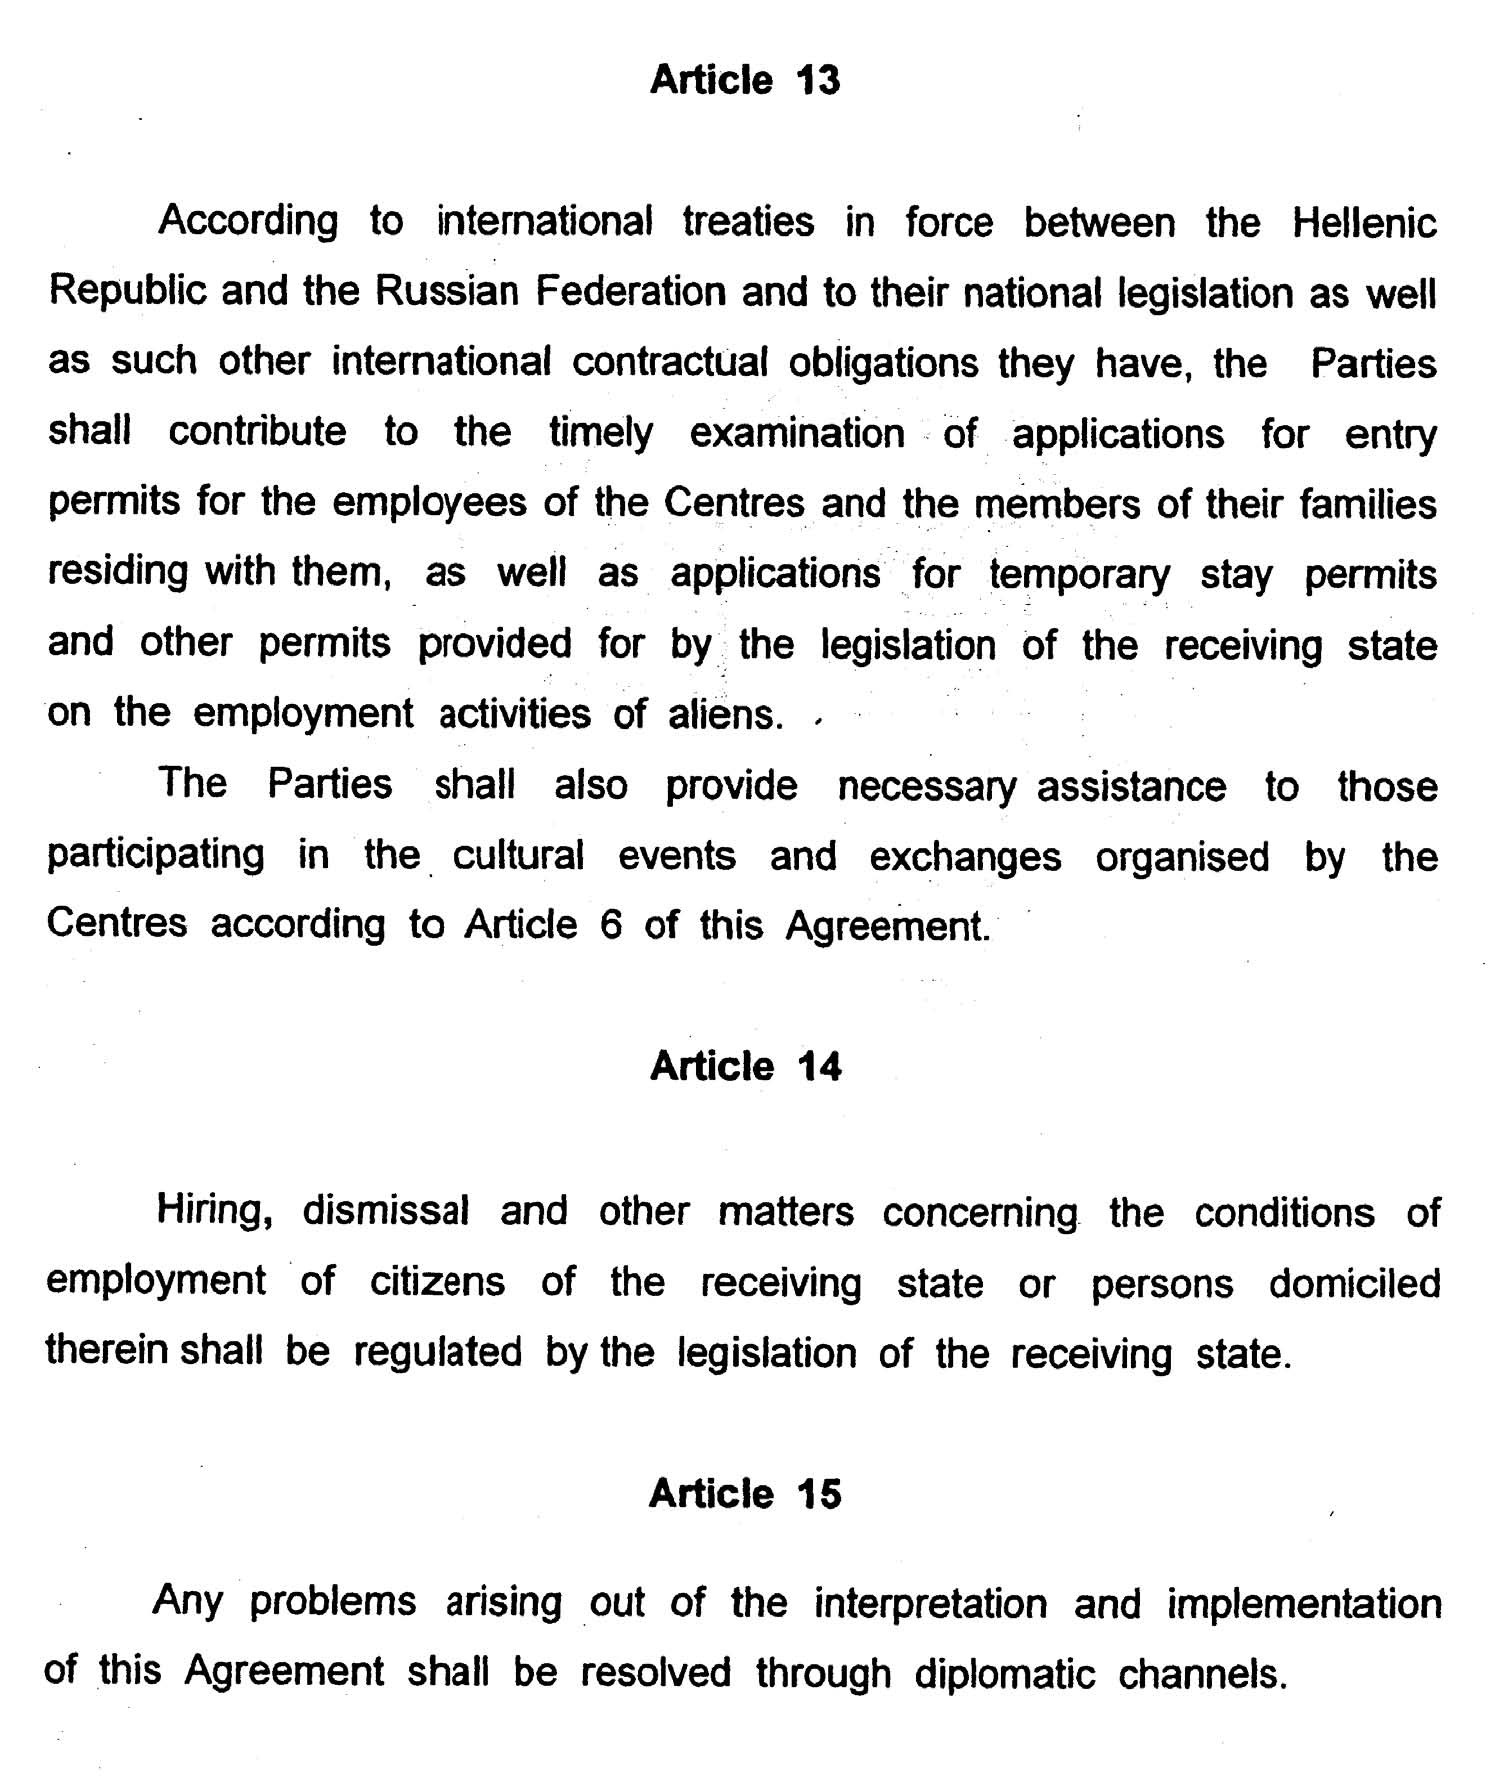 Article 13
According to international treaties in force between the Hellenic
Republic and the Russian Federation and to their national legislation as well
as such other international contractual obligations they have, the Parties
shall contribute to the timely examination of applications for entry
permits for the employees of the Centres and the members of their families
residing with them, as well as applications for temporary stay permits
and other permits provided for by the legislation of the receiving state
on the employment activities of aliens.
The Parties shall also provide necessary assistance to those
participating in the cultural events and exchanges organised by the
Centres according to Article 6 of this Agreement.
Article 14
Hiring, dismissal and other matters concerning the conditions of
employment of citizens of the receiving state or persons domiciled
therein shall be regulated by the legislation of the receiving state.
Article 15
Any problems arising out of the interpretation and implementation
of this Agreement shall be resolved through diplomatic channels.